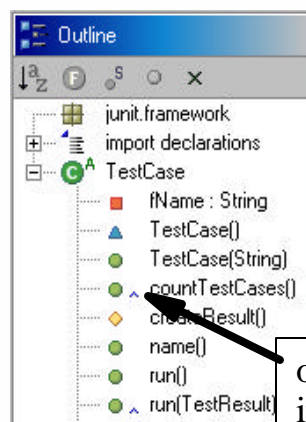 Outline
junit.framework
import declarations
TestCase
fName : String
TestCase()
TestCase(String)
countTestCases()
createResult()
name()
run()
run(TestResult)